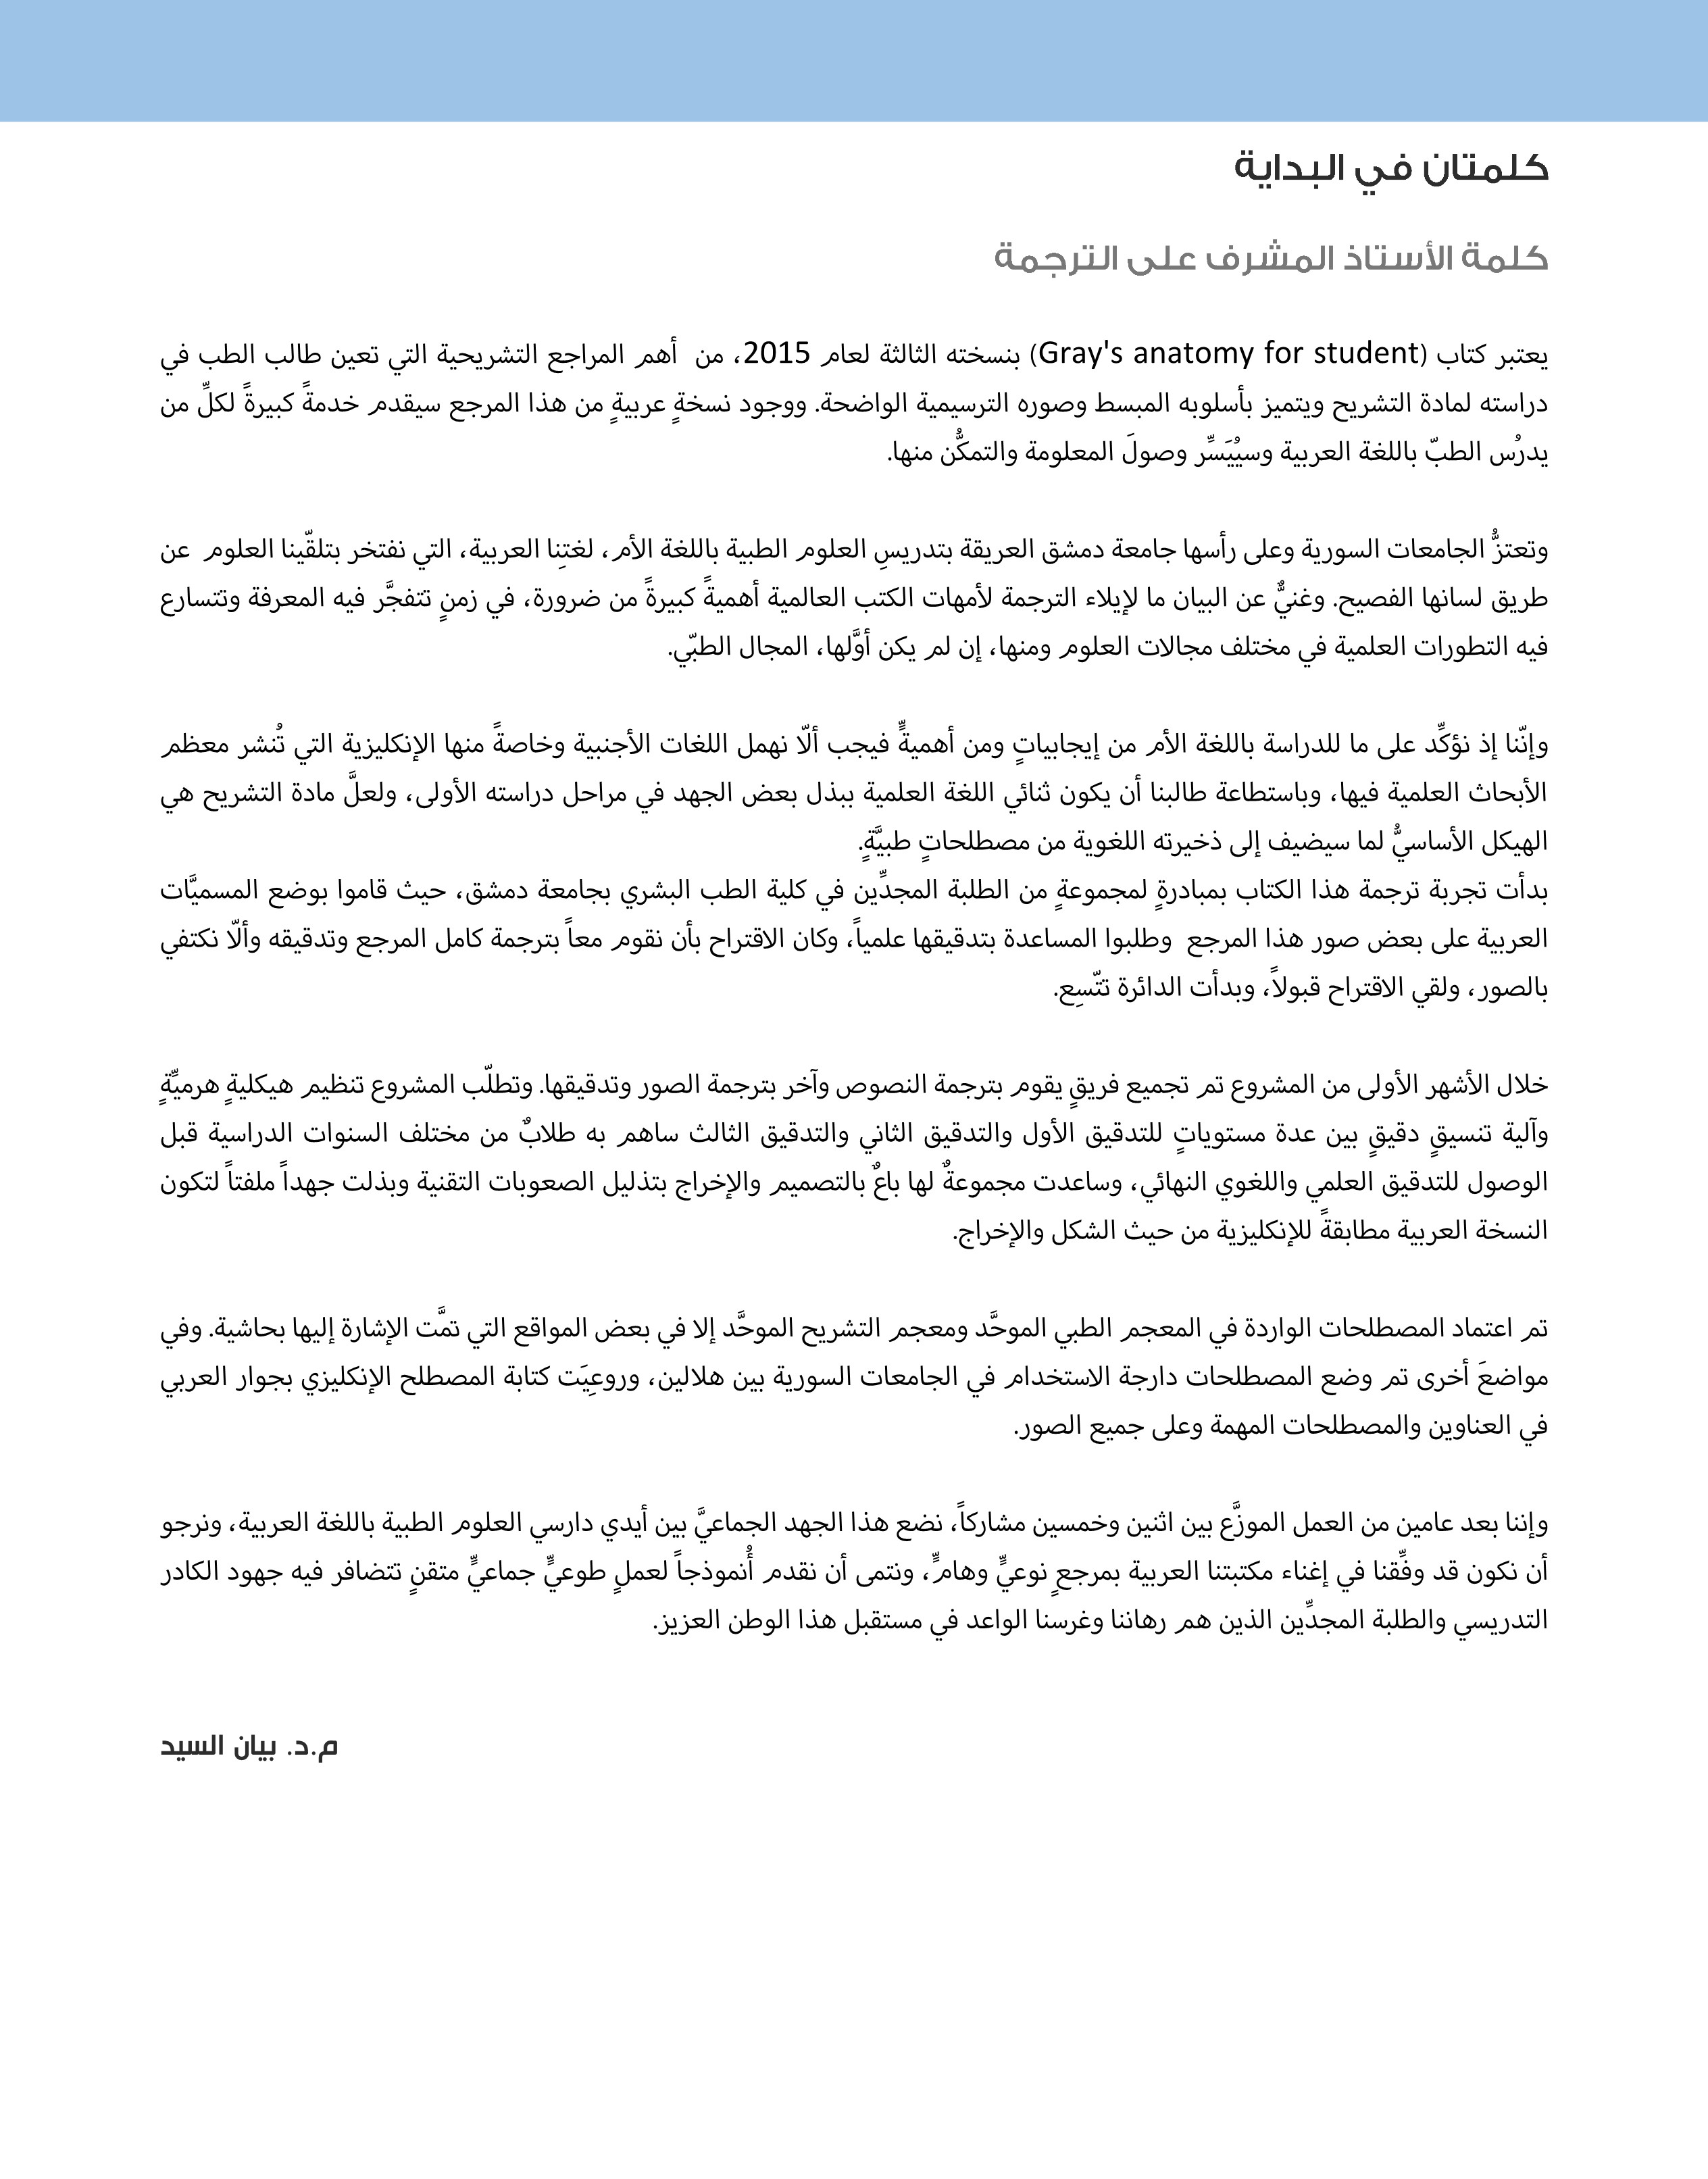 كلمتان في البداية
كلمة الأستاذ المشرف على الترجمة
يعتبر كتاب (Gray's anatomy for student) بنسخته الثالثة لعام 2015، من أهم المراجع التشريحية التي تعين طالب الطب في
دراسته لمادة التشريح ويتميز بأسلوبه المبسط وصوره الترسيمية الواضحة. ووجود نسخةٍ عربيةٍ من هذا المرجع سيقدم خدمةً كبيرةً لكلِّ من
يدرُس الطبّ باللغة العربية وسيُيَسِّر وصولَ المعلومة والتمكُّن منها.
وتعتزُّ الجامعات السورية وعلى رأسها جامعة دمشق العريقة بتدريسِ العلوم الطبية باللغة الأم، لغتِنا العربية، التي نفتخر بتلقّينا العلوم عن
طريق لسانها الفصيح. وغنيٌّ عن البيان ما لإيلاء الترجمة لأمهات الكتب العالمية أهميةً كبيرةً من ضرورة، في زمنٍ تتفجَّر فيه المعرفة وتتسارع
فيه التطورات العلمية في مختلف مجالات العلوم ومنها، إن لم يكن أوَّلها، المجال الطبّي.
وإنّنا إذ نؤكِّد على ما للدراسة باللغة الأم من إيجابياتٍ ومن أهميةًٍ فيجب ألّا نهمل اللغات الأجنبية وخاصةً منها الإنكليزية التي تُنشر معظم
الأبحاث العلمية فيها، وباستطاعة طالبنا أن يكون ثنائي اللغة العلمية ببذل بعض الجهد في مراحل دراسته الأولى، ولعلَّ مادة التشريح هي
الهيكل الأساسيُّ لما سيضيف إلى ذخيرته اللغوية من مصطلحاتٍ طبيَّةٍ.
بدأت تجربة ترجمة هذا الكتاب بمبادرةٍ لمجموعةٍ من الطلبة المجدِّين في كلية الطب البشري بجامعة دمشق، حيث قاموا بوضع المسميَّات
العربية على بعض صور هذا المرجع وطلبوا المساعدة بتدقيقها علمياً، وكان الاقتراح بأن نقوم معاً بترجمة كامل المرجع وتدقيقه وألّا نكتفي
بالصور، ولقي الاقتراح قبولاً، وبدأت الدائرة تتّسِع.
خلال الأشهر الأولى من المشروع تم تجميع فريقٍ يقوم بترجمة النصوص وآخر بترجمة الصور وتدقيقها. وتطلّب المشروع تنظيم هيكليةٍ هرميِّةٍ
وآلية تنسيقٍ دقيقٍ بين عدة مستوياتٍ للتدقيق الأول والتدقيق الثاني والتدقيق الثالث ساهم به طلابٌ من مختلف السنوات الدراسية قبل
الوصول للتدقيق العلمي واللغوي النهائي، وساعدت مجموعةٌ لها باعٌ بالتصميم والإخراج بتذليل الصعوبات التقنية وبذلت جهداً ملفتاً لتكون
النسخة العربية مطابقةً للإنكليزية من حيث الشكل والإخراج.
تم اعتماد المصطلحات الواردة في المعجم الطبي الموحَّد ومعجم التشريح الموحَّد إلا في بعض المواقع التي تمَّت الإشارة إليها بحاشية. وفي
مواضعَ أخرى تم وضع المصطلحات دارجة الاستخدام في الجامعات السورية بين هلالين، وروعِيَت كتابة المصطلح الإنكليزي بجوار العربي
في العناوين والمصطلحات المهمة وعلى جميع الصور.
وإننا بعد عامين من العمل الموزَّع بين اثنين وخمسين مشاركاً، نضع هذا الجهد الجماعيَّ بين أيدي دارسي العلوم الطبية باللغة العربية، ونرجو
أن نكون قد وفِّقنا في إغناء مكتبتنا العربية بمرجعٍ نوعيٍّ وهامٍّ، ونتمى أن نقدم أُنموذجاً لعملٍ طوعيٍّ جماعيٍّ متقنٍ تتضافر فيه جهود الكادر
التدريسي والطلبة المجدِّين الذين هم رهاننا وغرسنا الواعد في مستقبل هذا الوطن العزيز.
م.د. بيان السيد